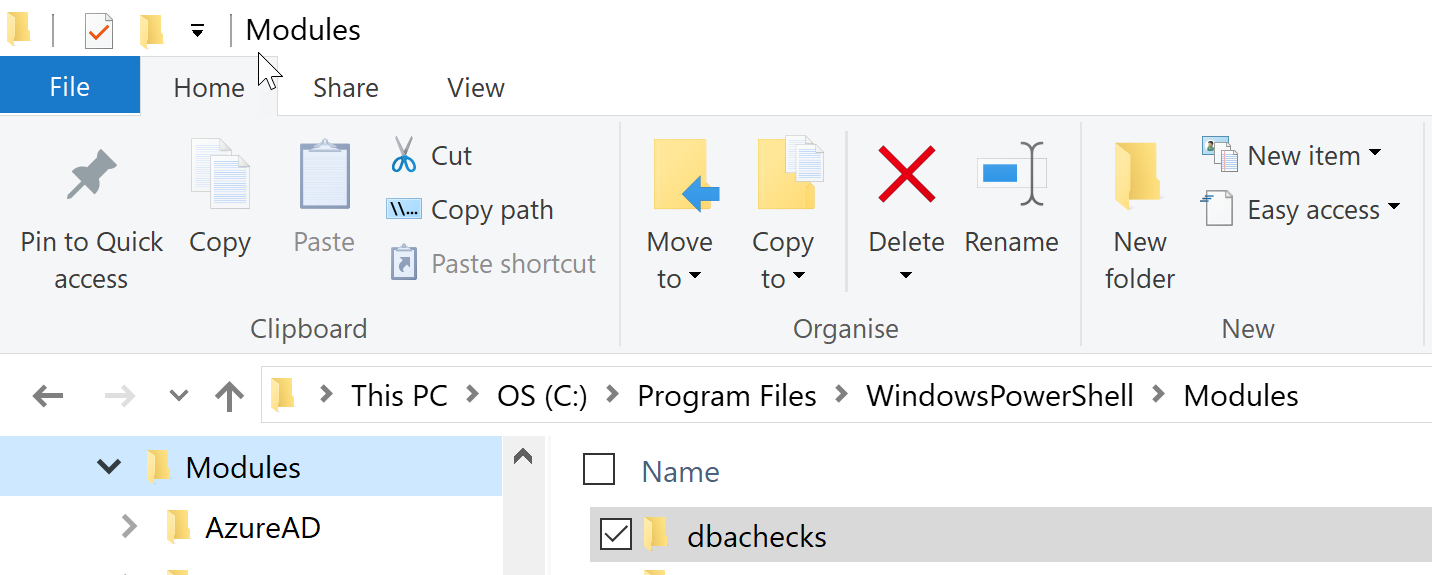 Modules
File Home Share View
Pin to Quick access
Copy
Paste
Cut
\\...
Copy path
Paste shortcut
Clipboard
Move to
Copy to
Delete
Rename
Organise
New folder
New item
Easy access
New
This PC OS (C:) Program Files WindowsPowerShell Modules
Modules
AzureAD
Name
dbachecks